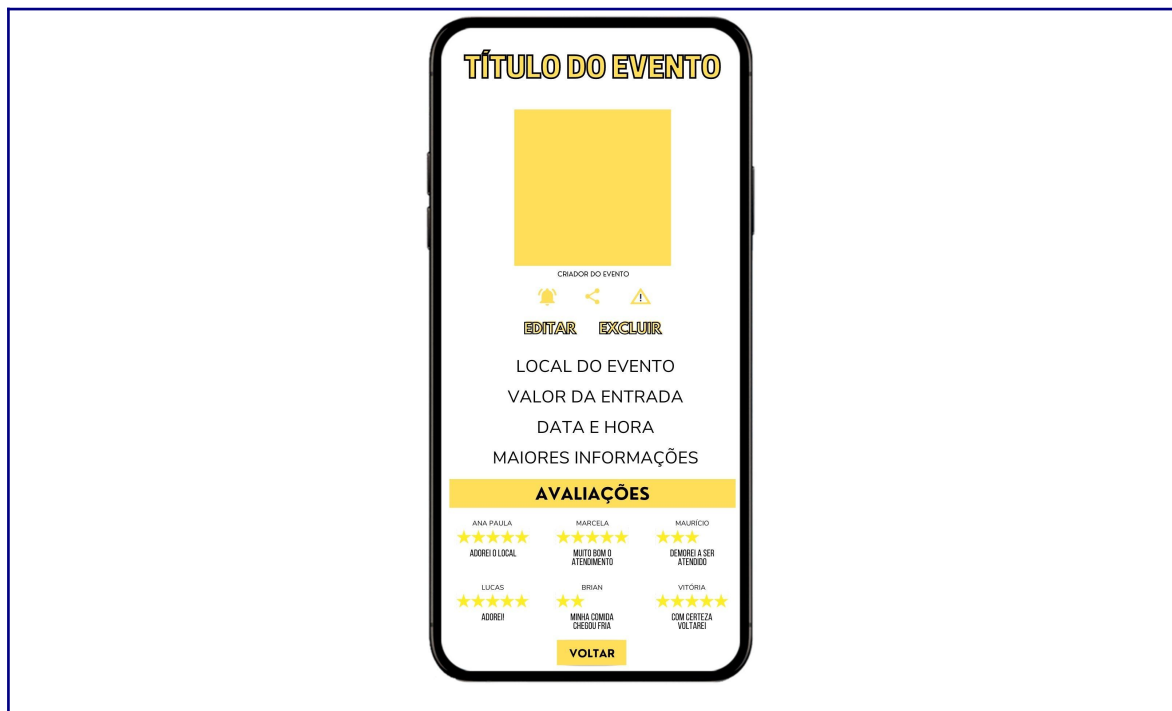 TÍTULO DO EVENTO
CRIADOR DO EVENTO
EDITAR EXCLUIR
LOCAL DO EVENTO
VALOR DA ENTRADA
DATA E HORA
MAIORES INFORMAÇÕES
AVALIAÇÕES
ANA PAULA
ADOREI O LOCAL
MARCELA
MUITO BOM O
ATENDIMENTO
MAURÍCIO
DEMOREI A SER
ATENDIDO
LUCAS
ADOREI!
BRIAN
MINHA COMIDA
CHEGOU FRIA
VITÓRIA
COM CERTEZA
VOLTAREI
VOLTAR